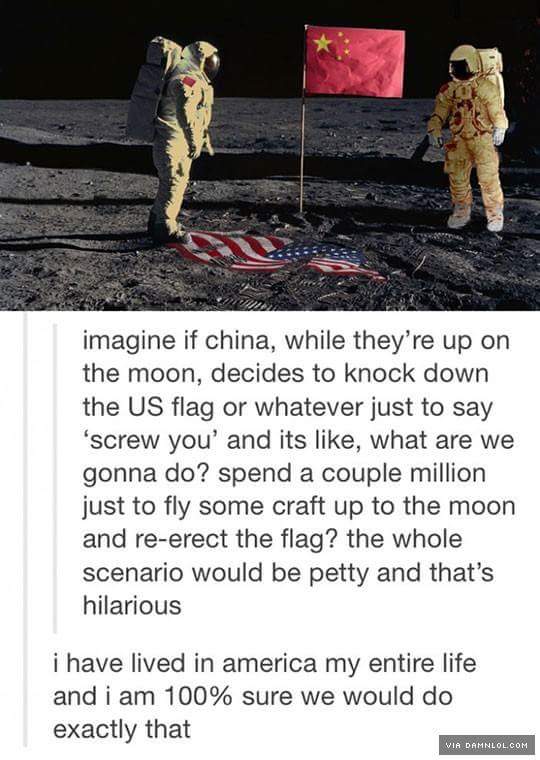 imagine if china, while they're up on
the moon, decides to knock down
the US flag or whatever just to say
‘screw you’ and its like, what are we
gonna do? spend a couple million
just to fly some craft up to the moon
and re-erect the flag? the whole
scenario would be petty and that's
hilarious
i have lived in america my entire life
and i am 100% sure we would do
exactly that
VIA DAMNLOL.COM